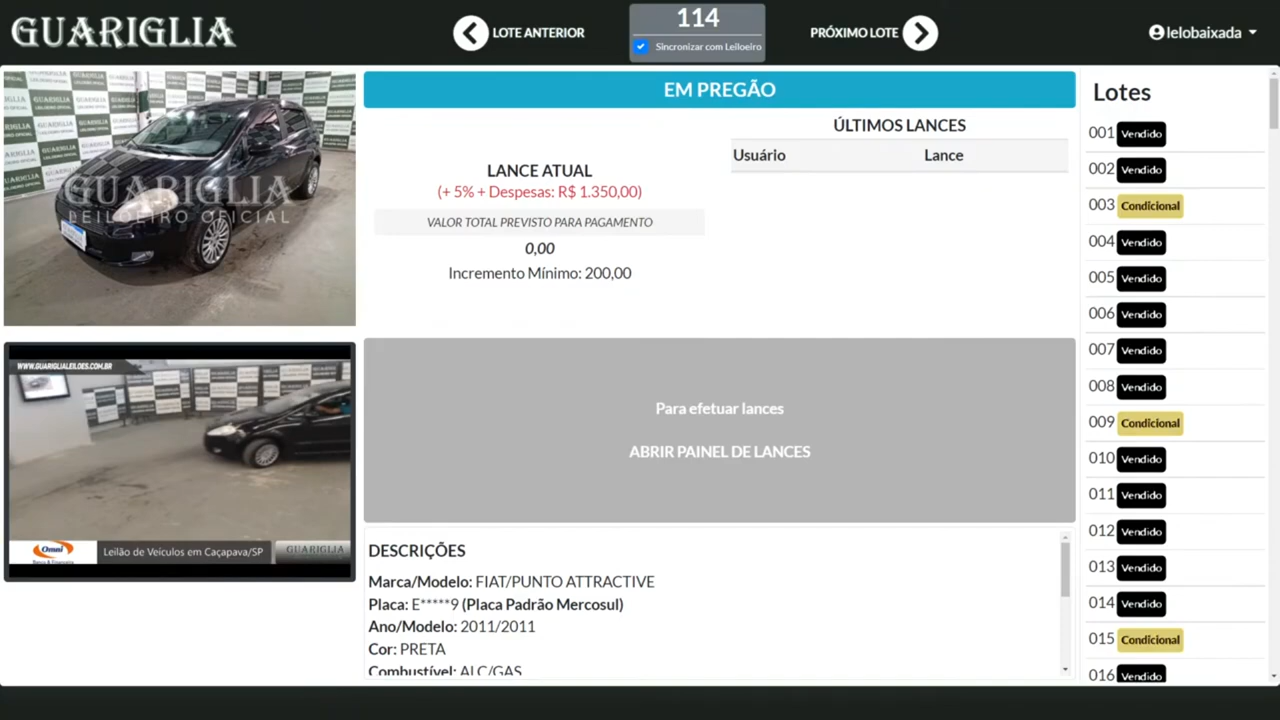 GUARIGLIA
LOTE ANTERIOR
114
Sincronizar com Leiloeiro
PRÓXIMO LOTE
lelobaixada
GUARIGLIA
LEILOEIRO OFICIAL
EM PREGÃO
LANCE ATUAL
(+ 5% + Despesas: R$ 1.350,00)
VALOR TOTAL PREVISTO PARA PAGAMENTO
0,00
Incremento Mínimo: 200,00
ÚLTIMOS LANCES
Usuário Lance
WWW.GUARIGLIALEILOES.COM.BR
Omni
Leilão de Veículos em Caçapava/SP
GUARIGLIA
Para efetuar lances
ABRIR PAINEL DE LANCES
DESCRIÇÕES
Marca/Modelo: FIAT/PUNTO ATTRACTIVE
Placa: E*****9 (Placa Padrão Mercosul)
Ano/Modelo: 2011/2011
Cor: PRETA
Combustível: ALC/GAS
Lotes
001 Vendido
002 Vendido
003 Condicional
004 Vendido
005 Vendido
006 Vendido
007 Vendido
008 Vendido
009 Condicional
010 Vendido
011 Vendido
012 Vendido
013 Vendido
014 Vendido
015 Condicional
016 Vendido